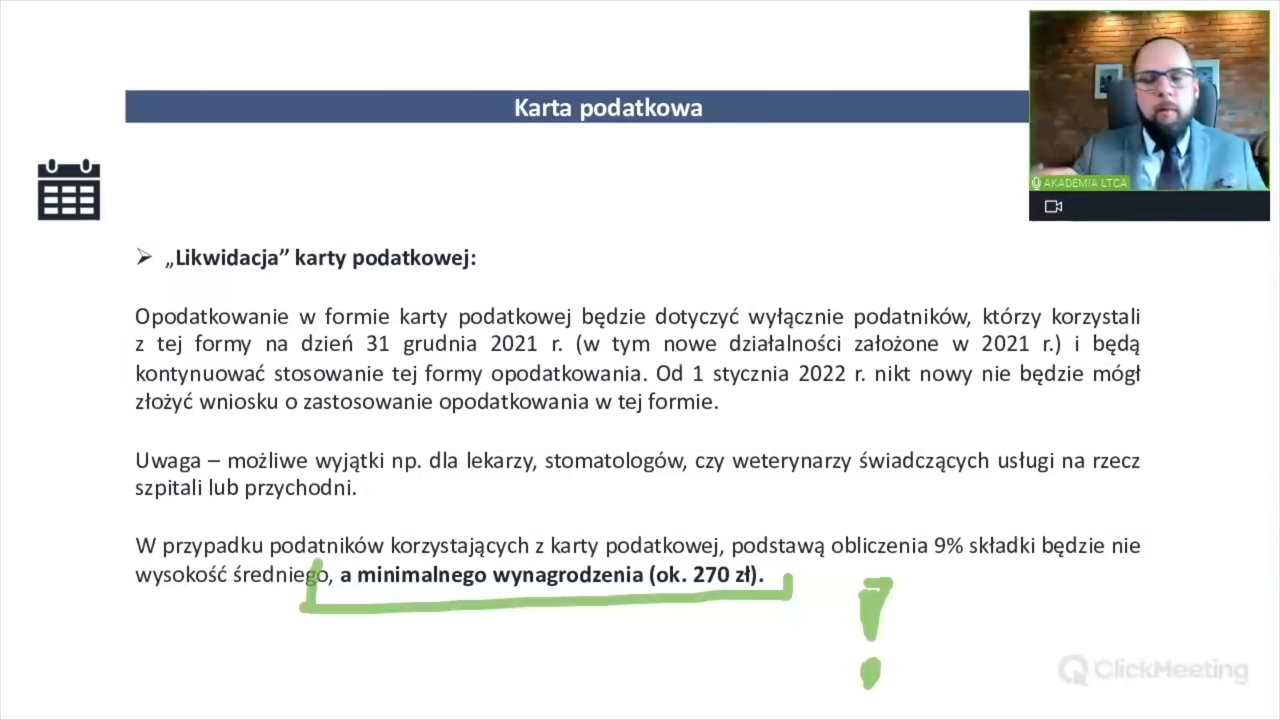 Karta podatkowa
AKADEMIA LTCA
„Likwidacja” karty podatkowej:
Opodatkowanie w formie karty podatkowej będzie dotyczyć wyłącznie podatników, którzy korzystali
z tej formy na dzień 31 grudnia 2021 r. (w tym nowe działalności założone w 2021 r.) i będą
kontynuować stosowanie tej formy opodatkowania. Od 1 stycznia 2022 r. nikt nowy nie będzie mógł
złożyć wniosku o zastosowanie opodatkowania w tej formie.
Uwaga – możliwe wyjątki np. dla lekarzy, stomatologów, czy weterynarzy świadczących usługi na rzecz
szpitali lub przychodni.
W przypadku podatników korzystających z karty podatkowej, podstawą obliczenia 9% składki będzie nie
wysokość średniego, a minimalnego wynagrodzenia (ok. 270 zł).
!
ClickMeeting